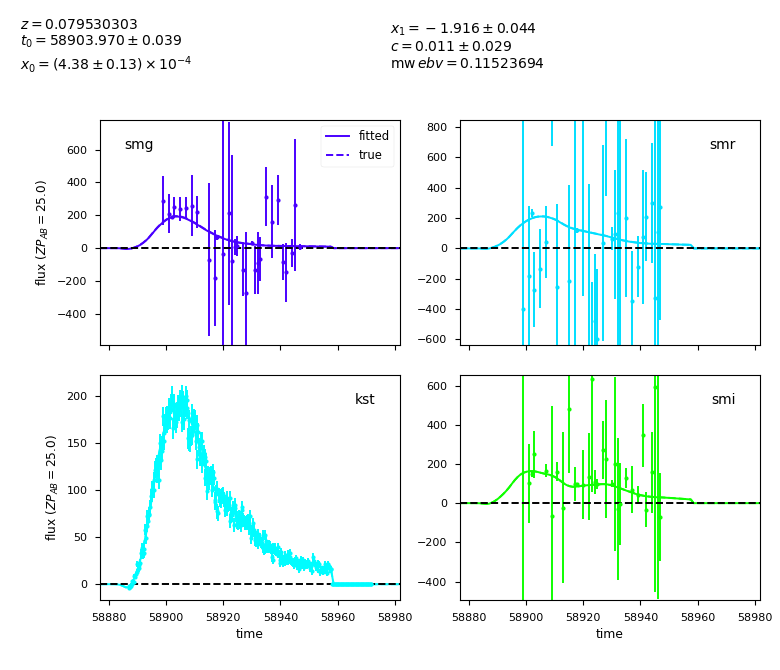 z = 0.079530303
t₀ = 58903.970 ± 0.039
x₀ = (4.38 ± 0.13) × 10⁻⁴
x₁ = −1.916 ± 0.044
c = 0.011 ± 0.029
mw ebv = 0.11523694
smg
fitted
true
600
400
200
0
−200
−400
flux (ZP_AB = 25.0)
smr
800
600
400
200
0
−200
−400
−600
kst
200
150
100
50
0
flux (ZP_AB = 25.0)
58880 58900 58920 58940 58960 58980
time
smi
600
400
200
0
−200
−400
58880 58900 58920 58940 58960 58980
time